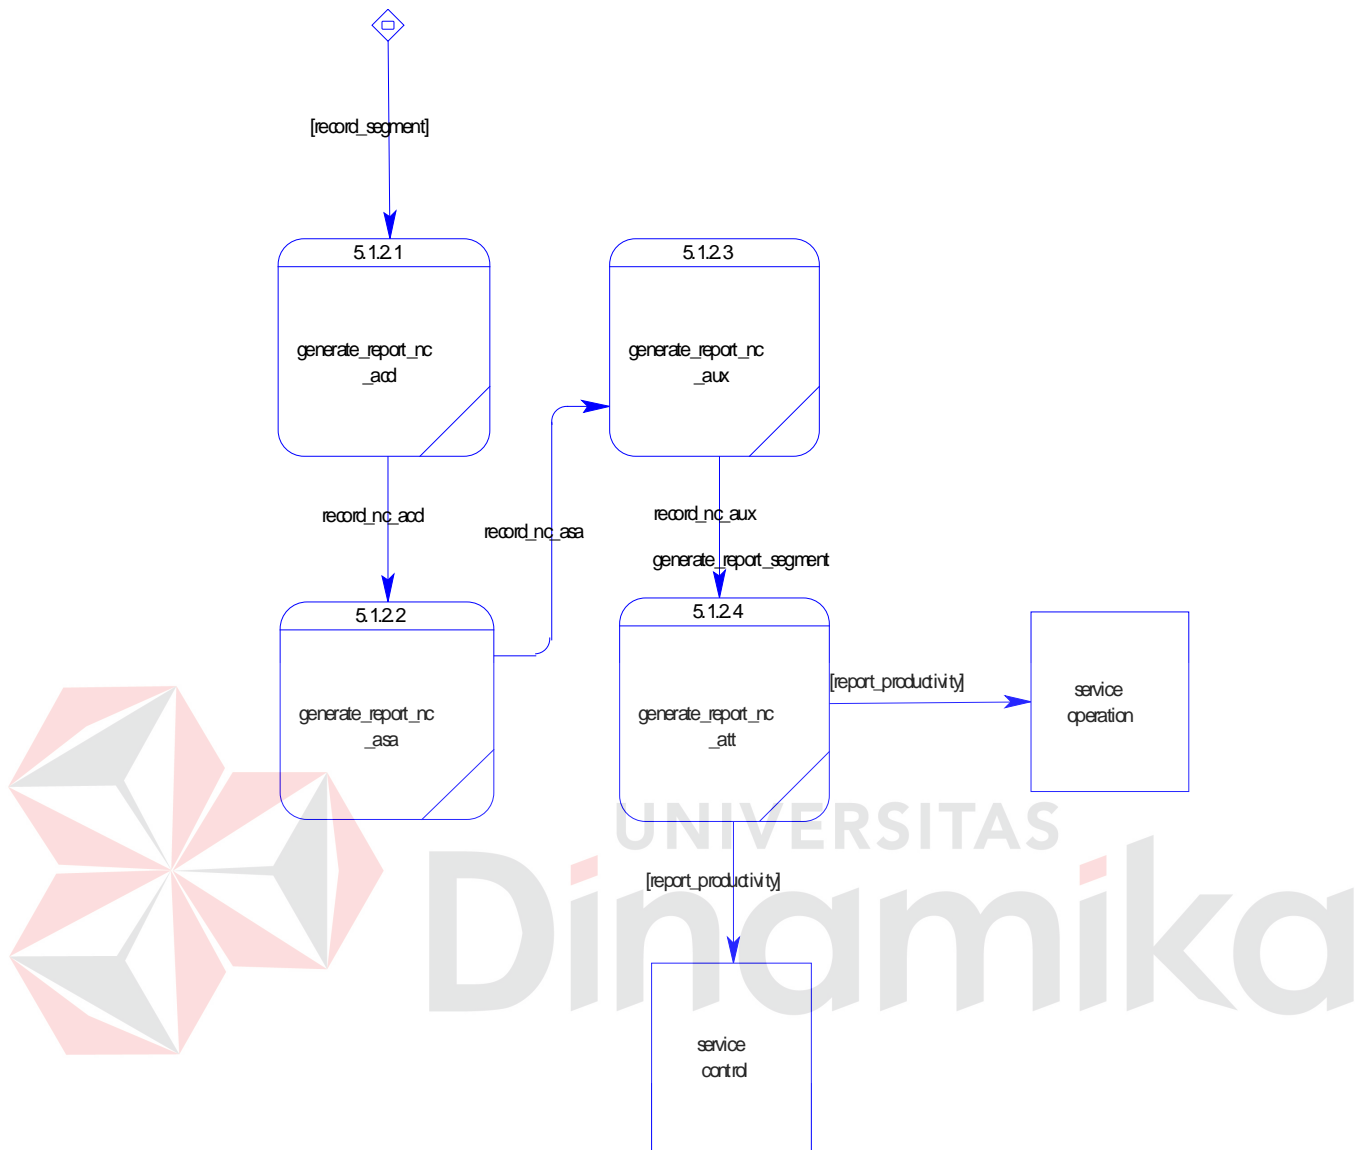 [record_segment]
5.1.2.1
generate_report_nc
_acd
5.1.2.3
generate_report_nc
_aux
record_nc_acd
record_nc_asa
record_nc_aux
generate_report_segment
5.1.2.2
generate_report_nc
_asa
5.1.2.4
generate_report_nc
_att
[report_productivity]
service
operation
UNIVERSITAS
Dinamika
[report_productivity]
service
control